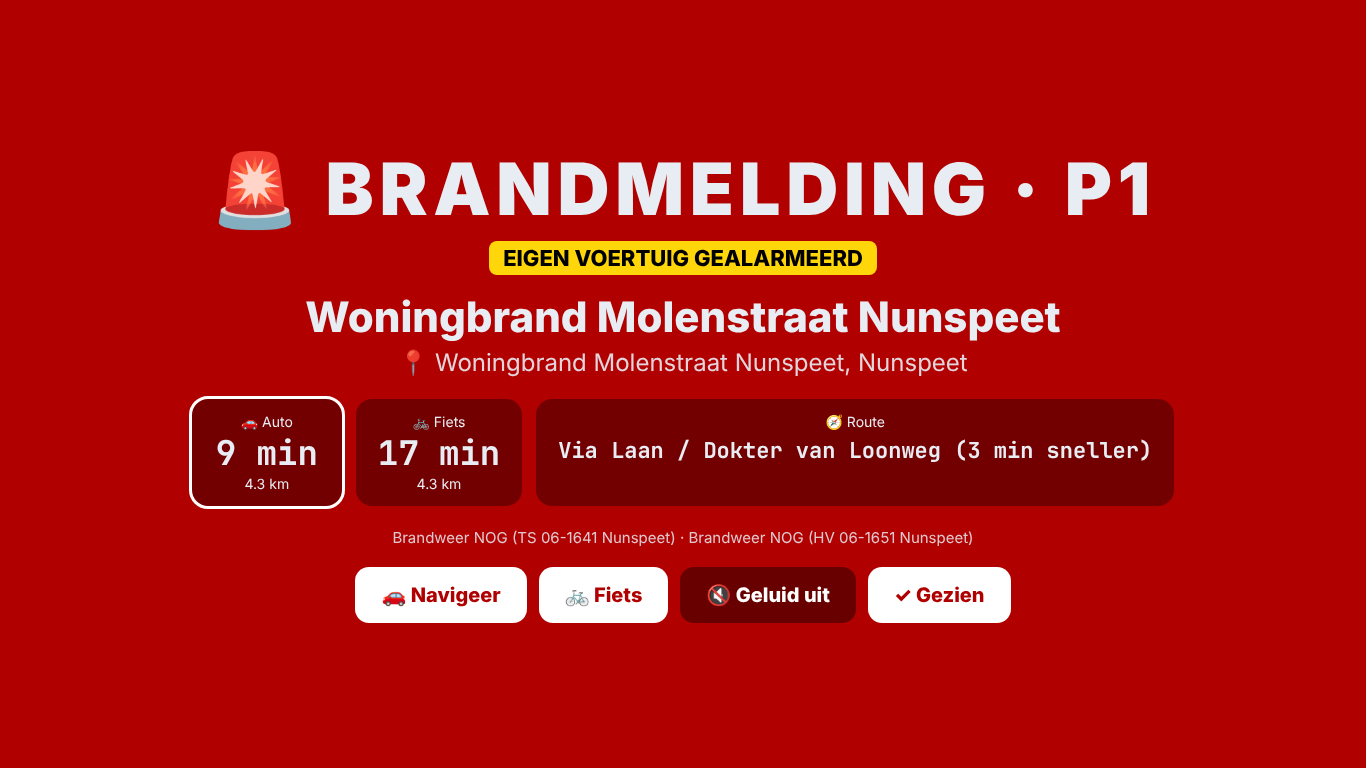 🚨 BRANDMELDING · P1
EIGEN VOERTUIG GEALARMEERD
Woningbrand Molenstraat Nunspeet
📍 Woningbrand Molenstraat Nunspeet, Nunspeet
🚗 Auto
9 min
4.3 km
🚲 Fiets
17 min
4.3 km
🧭 Route
Via Laan / Dokter van Loonweg (3 min sneller)
Brandweer NOG (TS 06-1641 Nunspeet) · Brandweer NOG (HV 06-1651 Nunspeet)
🚗 Navigeer
🚲 Fiets
🔇 Geluid uit
✓ Gezien